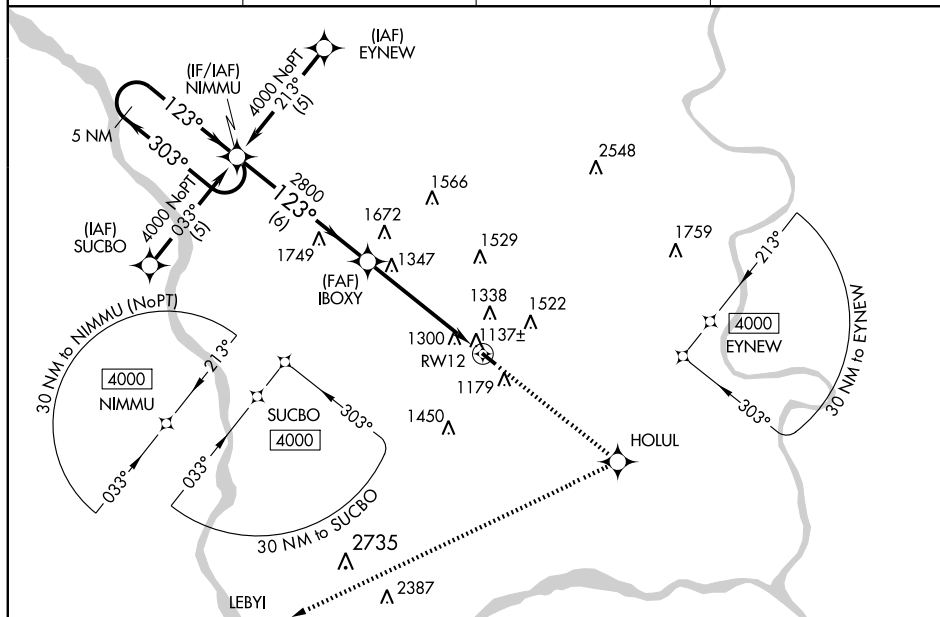 (IAF)
EYNEW
(IF/IAF)
NIMMU
4000 NoPT
213°
(5)
123°
5 NM
303°
2548
1566
2800
123°
(6)
4000 NoPT
033°
(5)
(IAF)
SUCBO
1672
1749
1529
1759
1347
(FAF)
IBOXY
213°
1338
1522
4000
EYNEW
30 NM to EYNEW
1300
1137±
RW12
1179
30 NM to NIMMU (NoPT)
213°
4000
NIMMU
033°
SUCBO
4000
303°
033°
30 NM to SUCBO
303°
1450
HOLUL
2735
2387
LEBYI